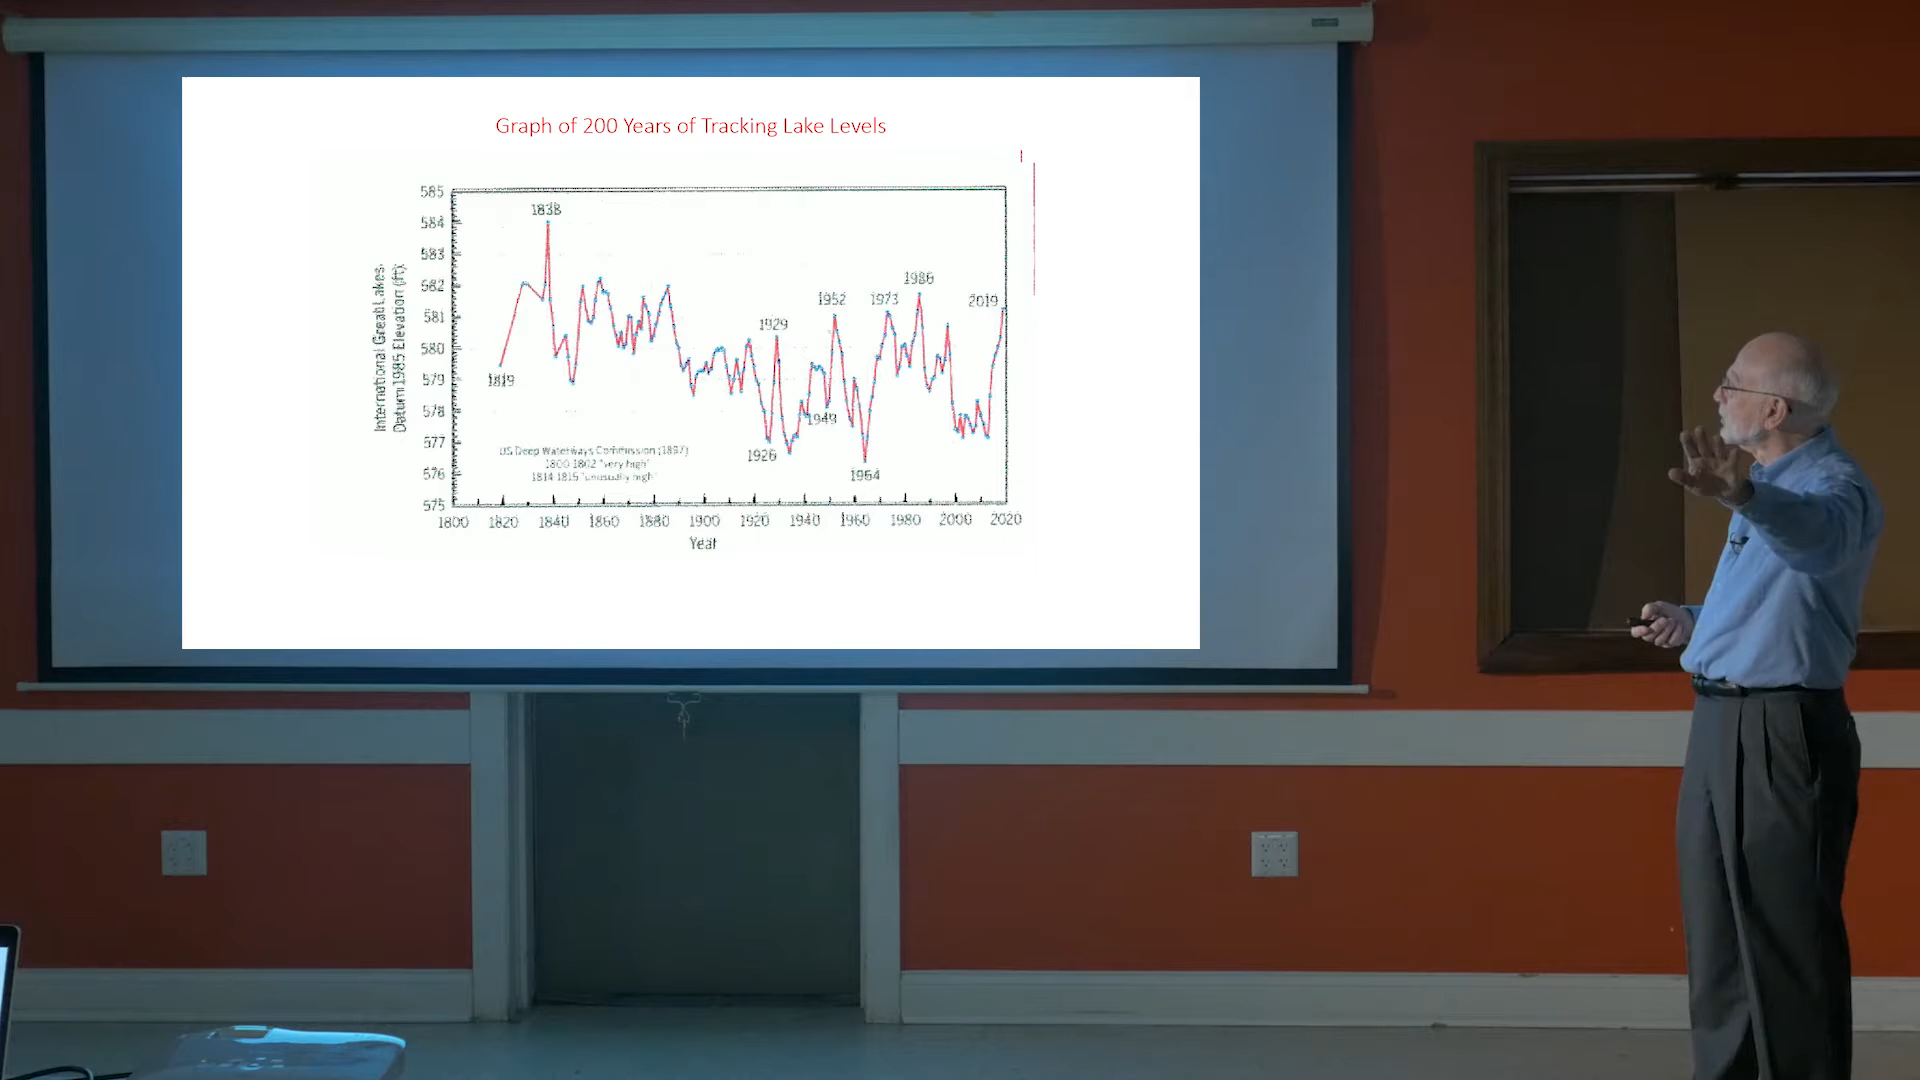 Graph of 200 Years of Tracking Lake Levels
585
584
583
582
581
580
579
578
577
576
575
International Great Lakes
Datum 1985 Elevation (ft)
1838
1819
1929
1926
1952
1949
1973
1964
1986
2019
US Deep Waterways Commission (1897)
1800-1802 "very high"
1814-1815 "unusually high"
1800 1820 1840 1860 1880 1900 1920 1940 1960 1980 2000 2020
Year